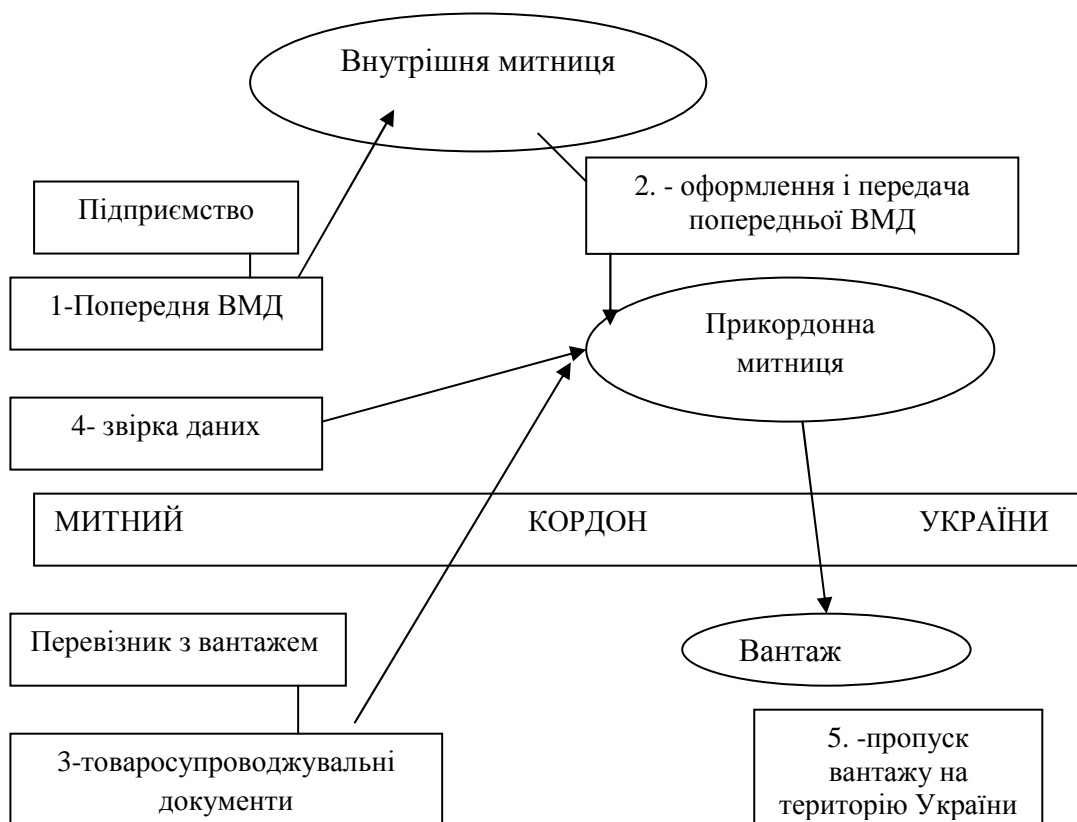 Внутрішня митниця
Підприємство
2. - оформлення і передача
попередньої ВМД
1-Попередня ВМД
Прикордонна
митниця
4- звірка даних
МИТНИЙ КОРДОН УКРАЇНИ
Перевізник з вантажем
Вантаж
3-товаросупроводжувальні
документи
5. -пропуск
вантажу на
територію України